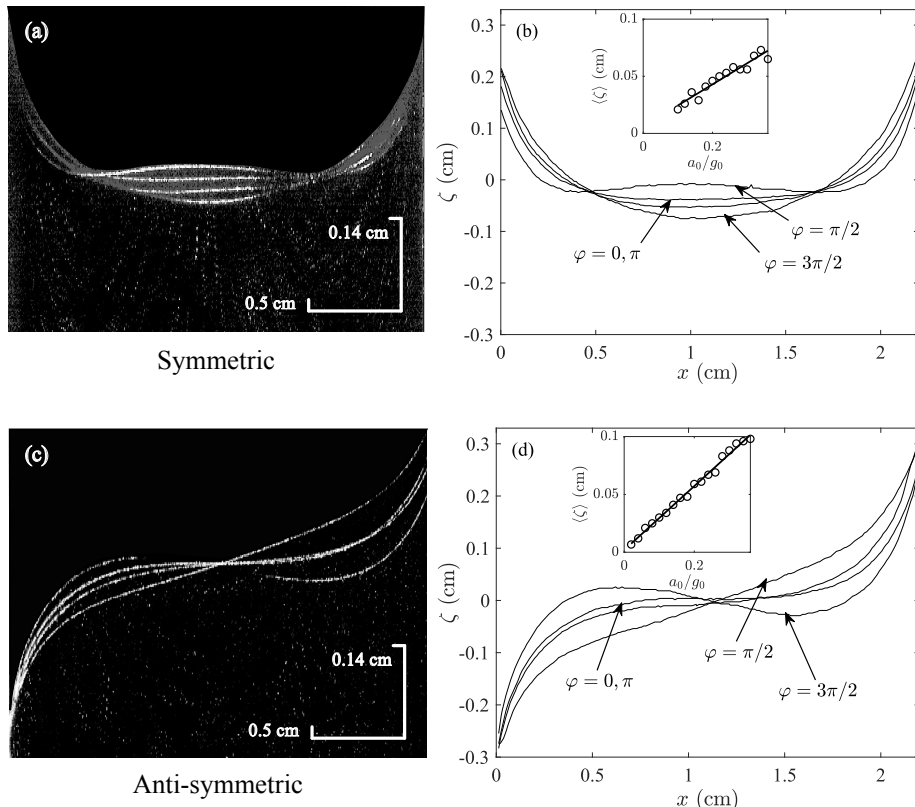 (a)
0.14 cm
0.5 cm
Symmetric
(b)
0.3
0.2
0.1
0
-0.1
-0.2
-0.3
ζ (cm)
0
0.5
1
1.5
2
x (cm)
0.1
0.05
0
⟨ζ⟩ (cm)
0.2
a₀/g₀
φ = 0, π
φ = π/2
φ = 3π/2
(c)
0.14 cm
0.5 cm
Anti-symmetric
(d)
0.3
0.2
0.1
0
-0.1
-0.2
-0.3
ζ (cm)
0
0.5
1
1.5
2
x (cm)
0.1
0.05
0
⟨ζ⟩ (cm)
0
0.2
a₀/g₀
φ = 0, π
φ = π/2
φ = 3π/2